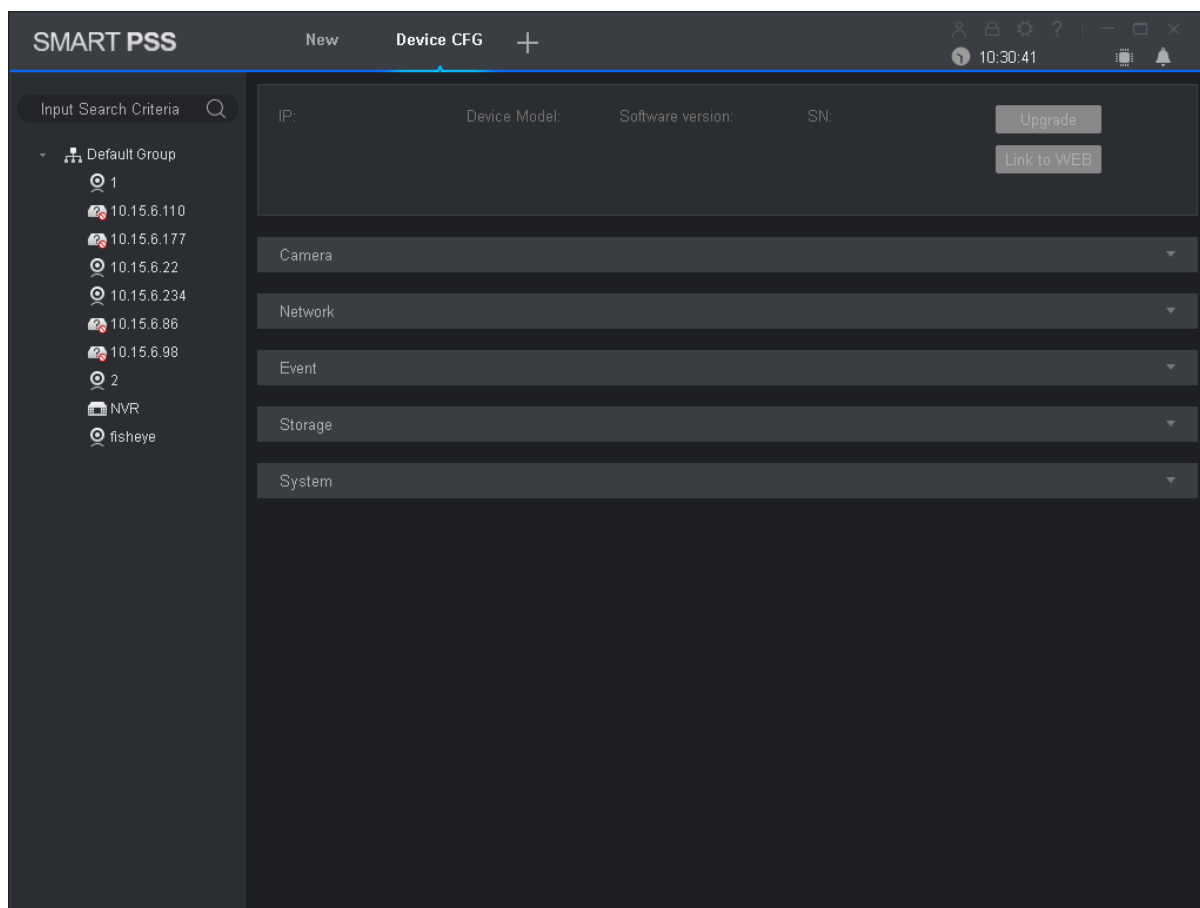 SMART PSS New Device CFG
10:30:41
Input Search Criteria
IP: Device Model: Software version: SN: Upgrade
Link to WEB
Default Group
1
10.15.6.110
10.15.6.177
10.15.6.22
10.15.6.234
10.15.6.86
10.15.6.98
2
NVR
fisheye
Camera
Network
Event
Storage
System